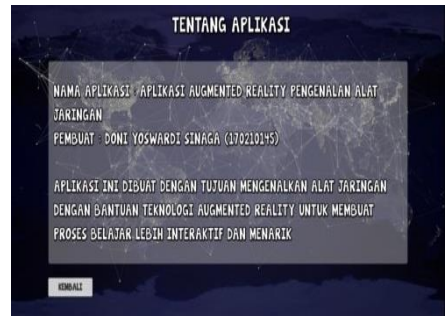 TENTANG APLIKASI
NAMA APLIKASI : APLIKASI AUGMENTED REALITY PENGENALAN ALAT
JARINGAN
PEMBUAT : DONI YOSWARDI SINAGA (170210145)
APLIKASI INI DIBUAT DENGAN TUJUAN MENGENALKAN ALAT JARINGAN
DENGAN BANTUAN TEKNOLOGI AUGMENTED REALITY UNTUK MEMBUAT
PROSES BELAJAR LEBIH INTERAKTIF DAN MENARIK
KEMBALI